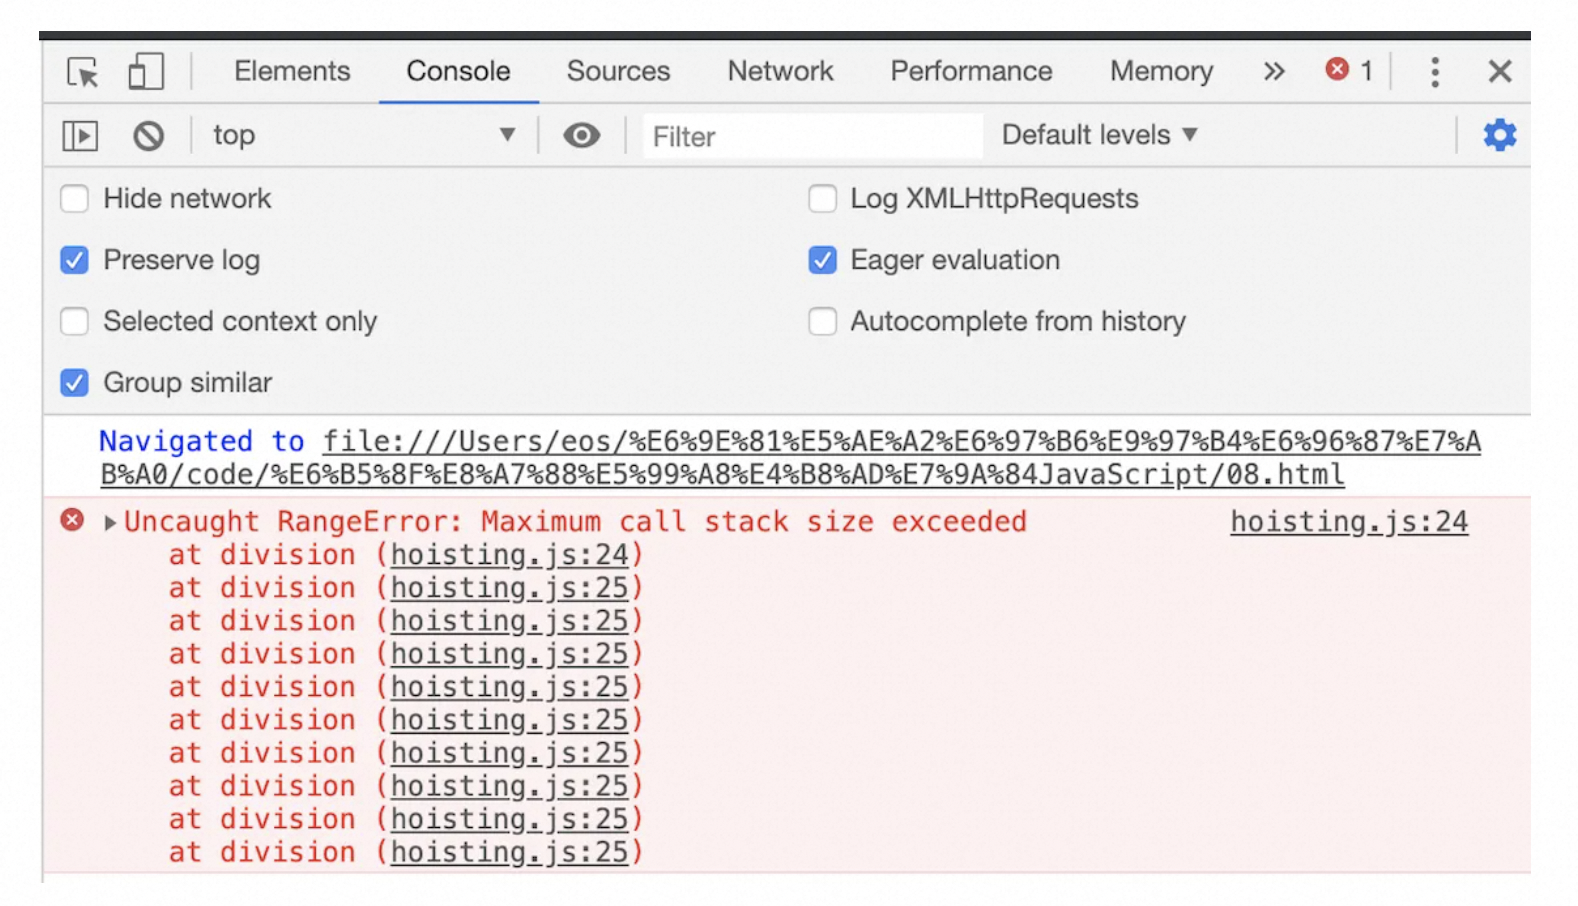 Elements Console Sources Network Performance Memory » 1
top Filter Default levels
Hide network Log XMLHttpRequests
Preserve log Eager evaluation
Selected context only Autocomplete from history
Group similar
Navigated to file:///Users/eos/%E6%9E%81%E5%AE%A2%E6%97%B6%E9%97%B4%E6%96%87%E7%A
B%A0/code/%E6%B5%8F%E8%A7%88%E5%99%A8%E4%B8%AD%E7%9A%84JavaScript/08.html
Uncaught RangeError: Maximum call stack size exceeded hoisting.js:24
at division (hoisting.js:24)
at division (hoisting.js:25)
at division (hoisting.js:25)
at division (hoisting.js:25)
at division (hoisting.js:25)
at division (hoisting.js:25)
at division (hoisting.js:25)
at division (hoisting.js:25)
at division (hoisting.js:25)
at division (hoisting.js:25)